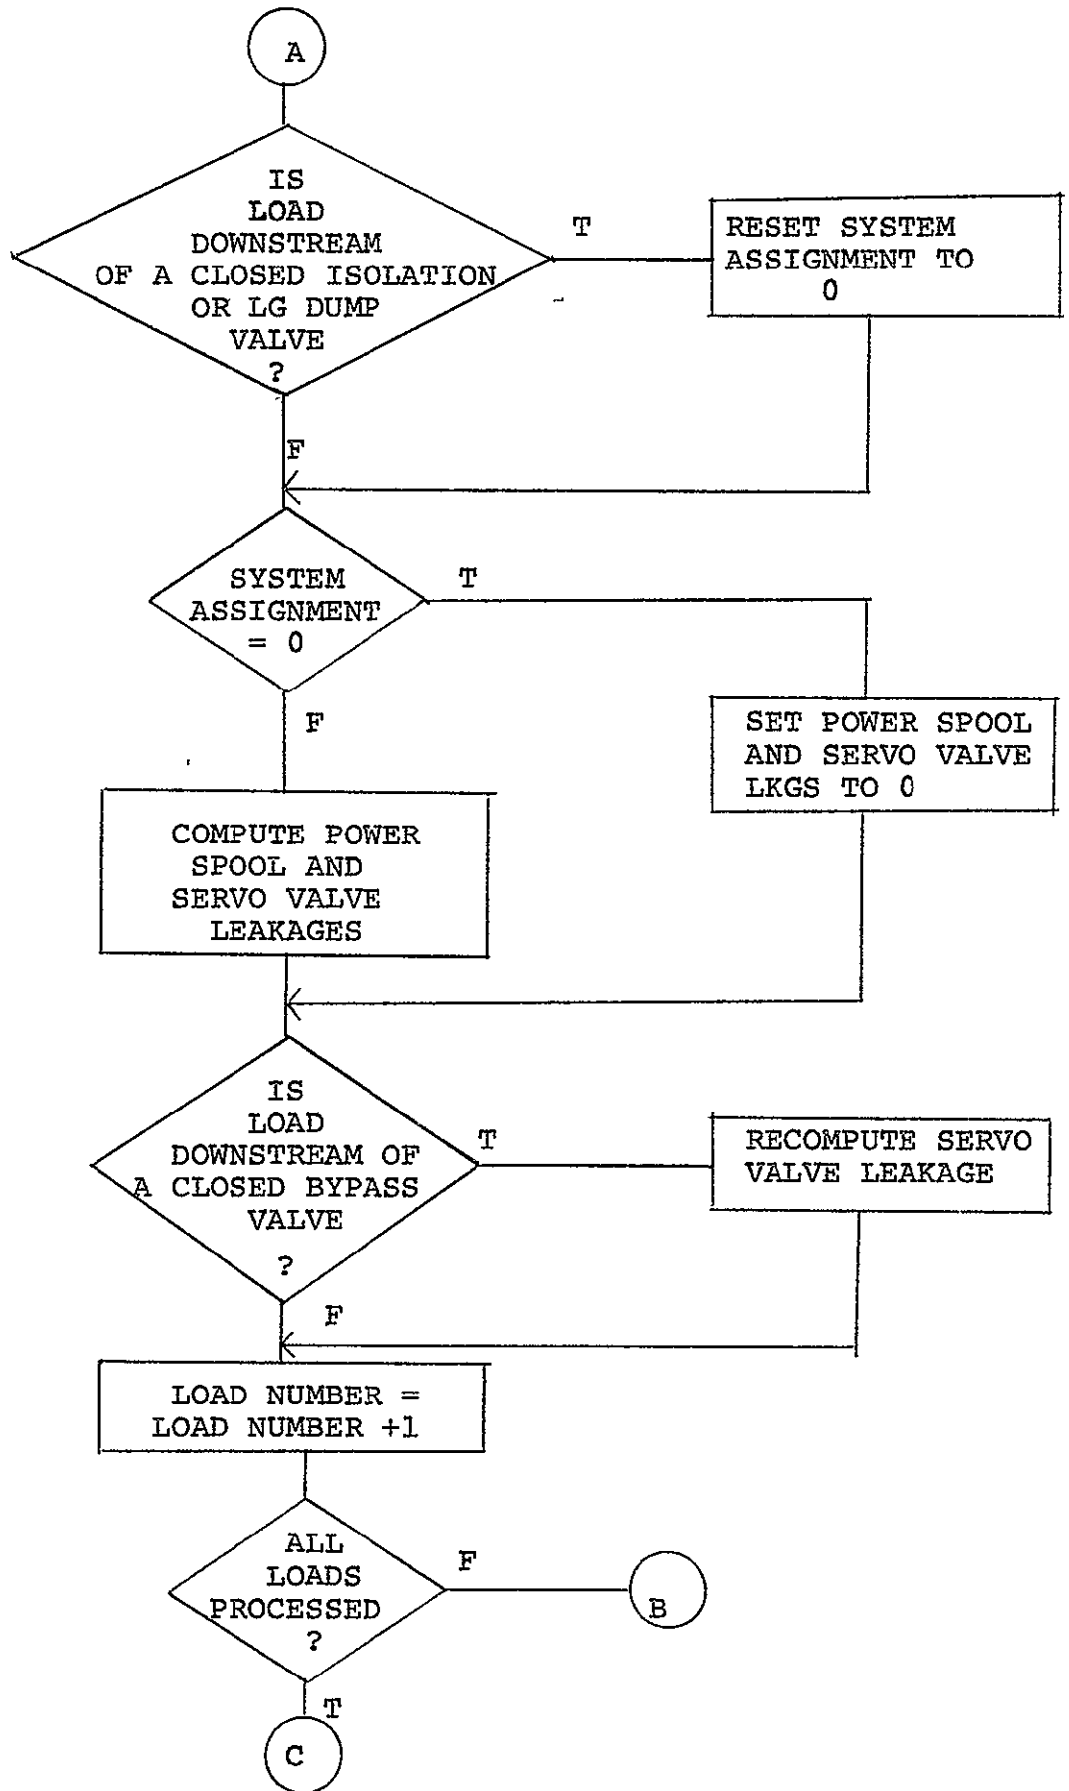 A
IS
LOAD
DOWNSTREAM
OF A CLOSED ISOLATION
OR LG DUMP
VALVE
?
T
RESET SYSTEM
ASSIGNMENT TO
0
F
SYSTEM
ASSIGNMENT
= 0
T
F
SET POWER SPOOL
AND SERVO VALVE
LKGS TO 0
COMPUTE POWER
SPOOL AND
SERVO VALVE
LEAKAGES
IS
LOAD
DOWNSTREAM OF
A CLOSED BYPASS
VALVE
?
T
RECOMPUTE SERVO
VALVE LEAKAGE
F
LOAD NUMBER =
LOAD NUMBER +1
ALL
LOADS
PROCESSED
?
F
B
T
C